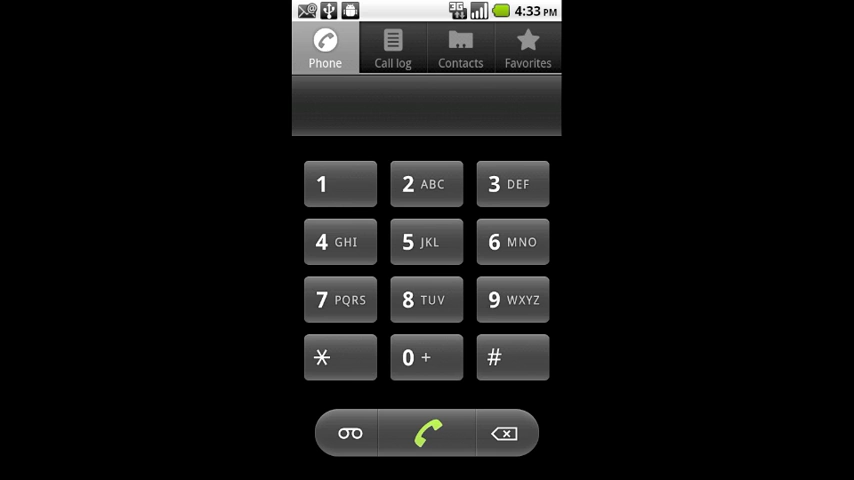 3G 4:33 PM
Phone Call log Contacts Favorites
1 2 ABC 3 DEF
4 GHI 5 JKL 6 MNO
7 PQRS 8 TUV 9 WXYZ
* 0 + #